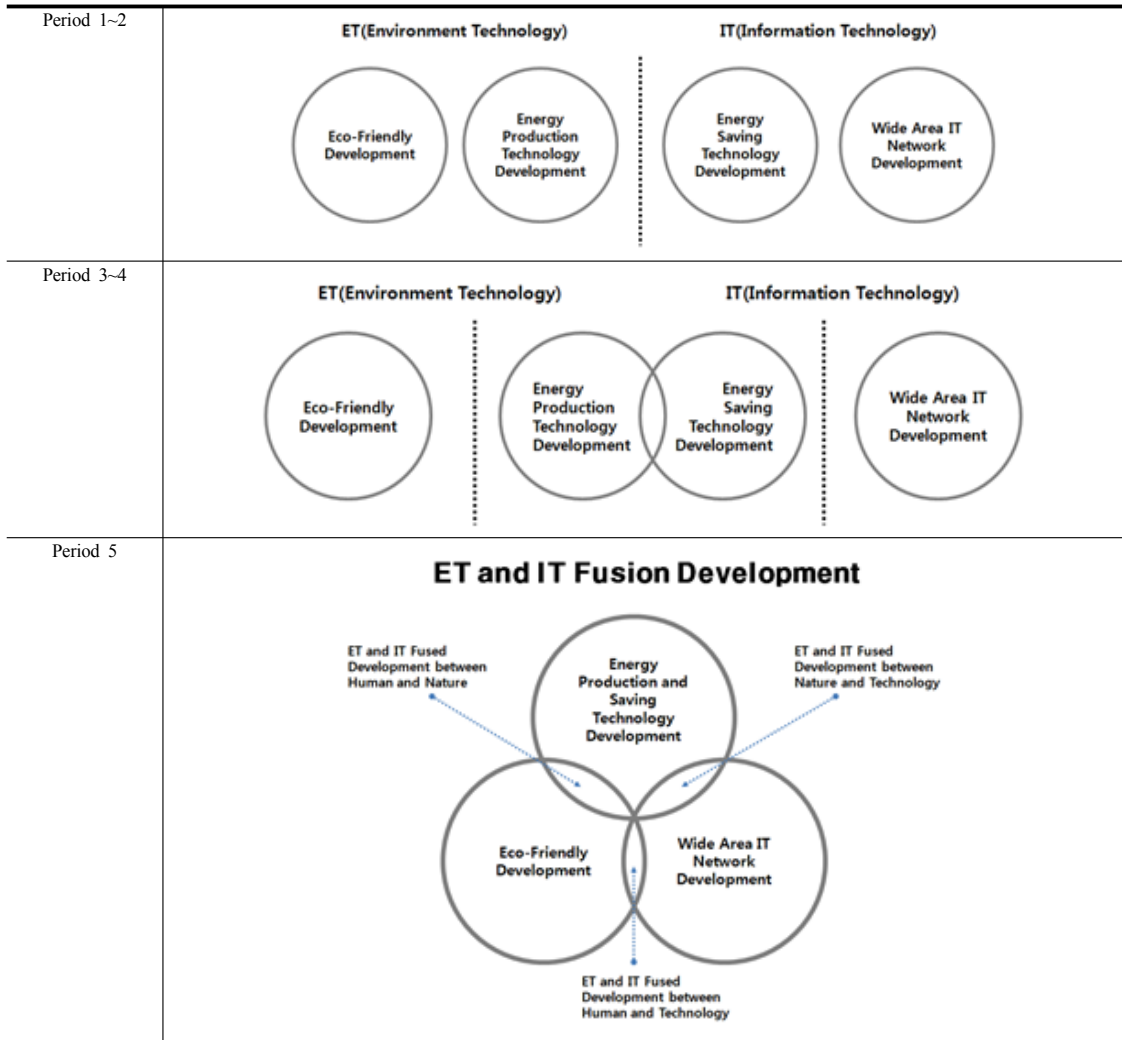 Period 1~2
ET(Environment Technology)
IT(Information Technology)
Eco-Friendly
Development
Energy
Production
Technology
Development
Energy
Saving
Technology
Development
Wide Area IT
Network
Development
Period 3~4
ET(Environment Technology)
IT(Information Technology)
Eco-Friendly
Development
Energy
Production
Technology
Development
Energy
Saving
Technology
Development
Wide Area IT
Network
Development
Period 5
ET and IT Fusion Development
ET and IT Fused
Development between
Human and Nature
Energy
Production and
Saving
Technology
Development
ET and IT Fused
Development between
Nature and Technology
Eco-Friendly
Development
Wide Area IT
Network
Development
ET and IT Fused
Development between
Human and Technology